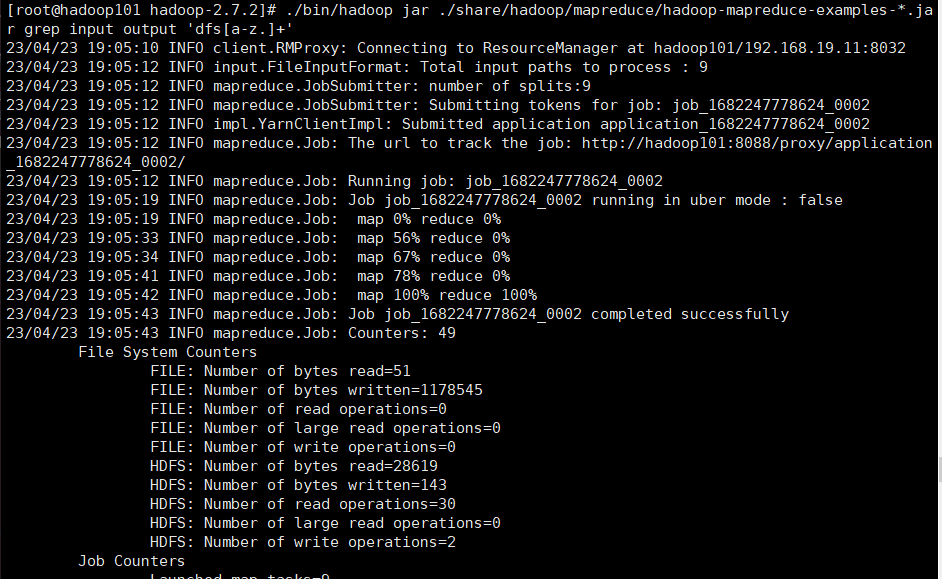 [root@hadoop101 hadoop-2.7.2]# ./bin/hadoop jar ./share/hadoop/mapreduce/hadoop-mapreduce-examples-*.ja
r grep input output 'dfs[a-z.]+'
23/04/23 19:05:10 INFO client.RMProxy: Connecting to ResourceManager at hadoop101/192.168.19.11:8032
23/04/23 19:05:12 INFO input.FileInputFormat: Total input paths to process : 9
23/04/23 19:05:12 INFO mapreduce.JobSubmitter: number of splits:9
23/04/23 19:05:12 INFO mapreduce.JobSubmitter: Submitting tokens for job: job_1682247778624_0002
23/04/23 19:05:12 INFO impl.YarnClientImpl: Submitted application application_1682247778624_0002
23/04/23 19:05:12 INFO mapreduce.Job: The url to track the job: http://hadoop101:8088/proxy/application
_1682247778624_0002/
23/04/23 19:05:12 INFO mapreduce.Job: Running job: job_1682247778624_0002
23/04/23 19:05:19 INFO mapreduce.Job: Job job_1682247778624_0002 running in uber mode : false
23/04/23 19:05:19 INFO mapreduce.Job:  map 0% reduce 0%
23/04/23 19:05:33 INFO mapreduce.Job:  map 56% reduce 0%
23/04/23 19:05:34 INFO mapreduce.Job:  map 67% reduce 0%
23/04/23 19:05:41 INFO mapreduce.Job:  map 78% reduce 0%
23/04/23 19:05:42 INFO mapreduce.Job:  map 100% reduce 100%
23/04/23 19:05:43 INFO mapreduce.Job: Job job_1682247778624_0002 completed successfully
23/04/23 19:05:43 INFO mapreduce.Job: Counters: 49
File System Counters
FILE: Number of bytes read=51
FILE: Number of bytes written=1178545
FILE: Number of read operations=0
FILE: Number of large read operations=0
FILE: Number of write operations=0
HDFS: Number of bytes read=28619
HDFS: Number of bytes written=143
HDFS: Number of read operations=30
HDFS: Number of large read operations=0
HDFS: Number of write operations=2
Job Counters
Launched map tasks=9